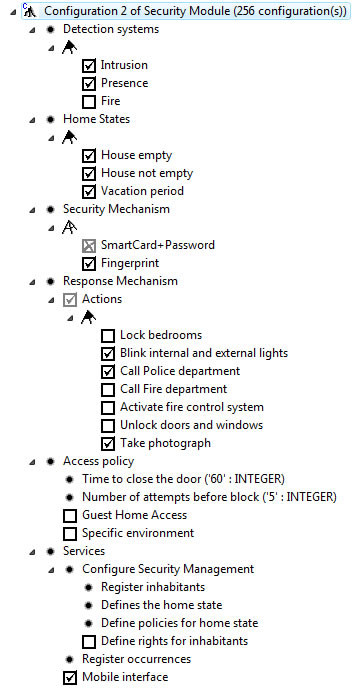 Configuration 2 of Security Module (256 configuration(s))
Detection systems
Intrusion
Presence
Fire
Home States
House empty
House not empty
Vacation period
Security Mechanism
SmartCard+Password
Fingerprint
Response Mechanism
Actions
Lock bedrooms
Blink internal and external lights
Call Police department
Call Fire department
Activate fire control system
Unlock doors and windows
Take photograph
Access policy
Time to close the door ('60' : INTEGER)
Number of attempts before block ('5' : INTEGER)
Guest Home Access
Specific environment
Services
Configure Security Management
Register inhabitants
Defines the home state
Define policies for home state
Define rights for inhabitants
Register occurrences
Mobile interface